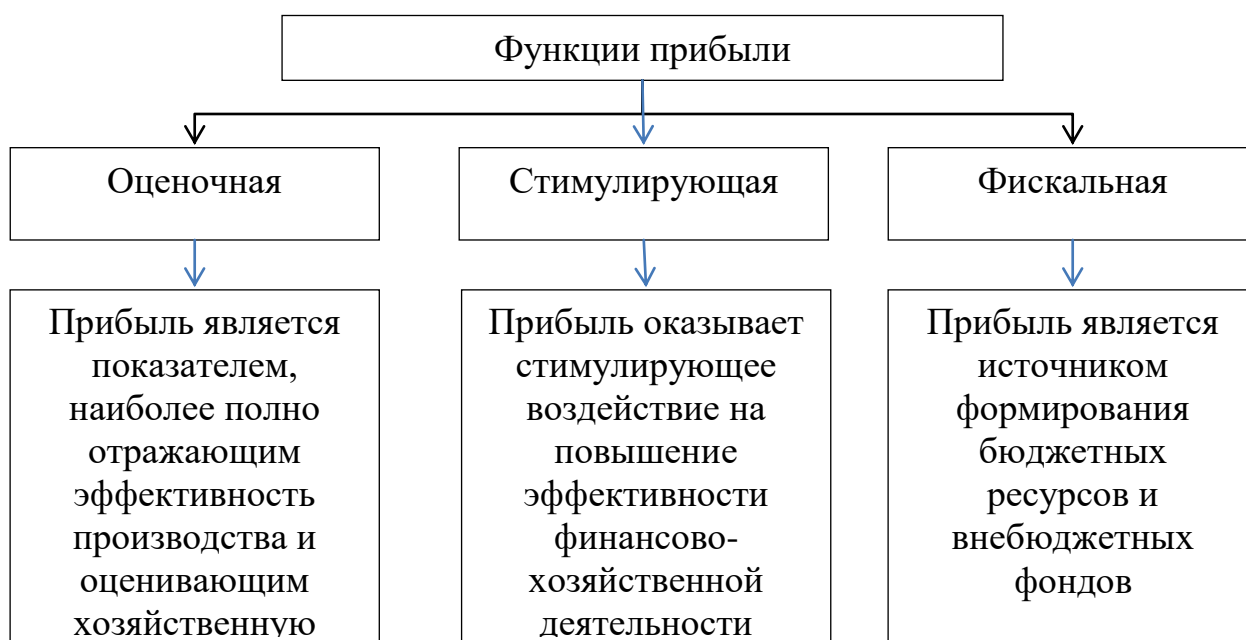 Функции прибыли
Оценочная
Стимулирующая
Фискальная
Прибыль является
показателем,
наиболее полно
отражающим
эффективность
производства и
оценивающим
хозяйственную
Прибыль оказывает
стимулирующее
воздействие на
повышение
эффективности
финансово-
хозяйственной
деятельности
Прибыль является
источником
формирования
бюджетных
ресурсов и
внебюджетных
фондов